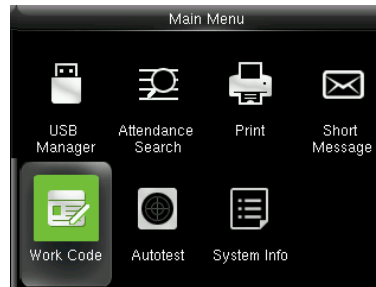 Main Menu
USB
Manager
Attendance
Search
Print
Short
Message
Work Code
Autotest
System Info